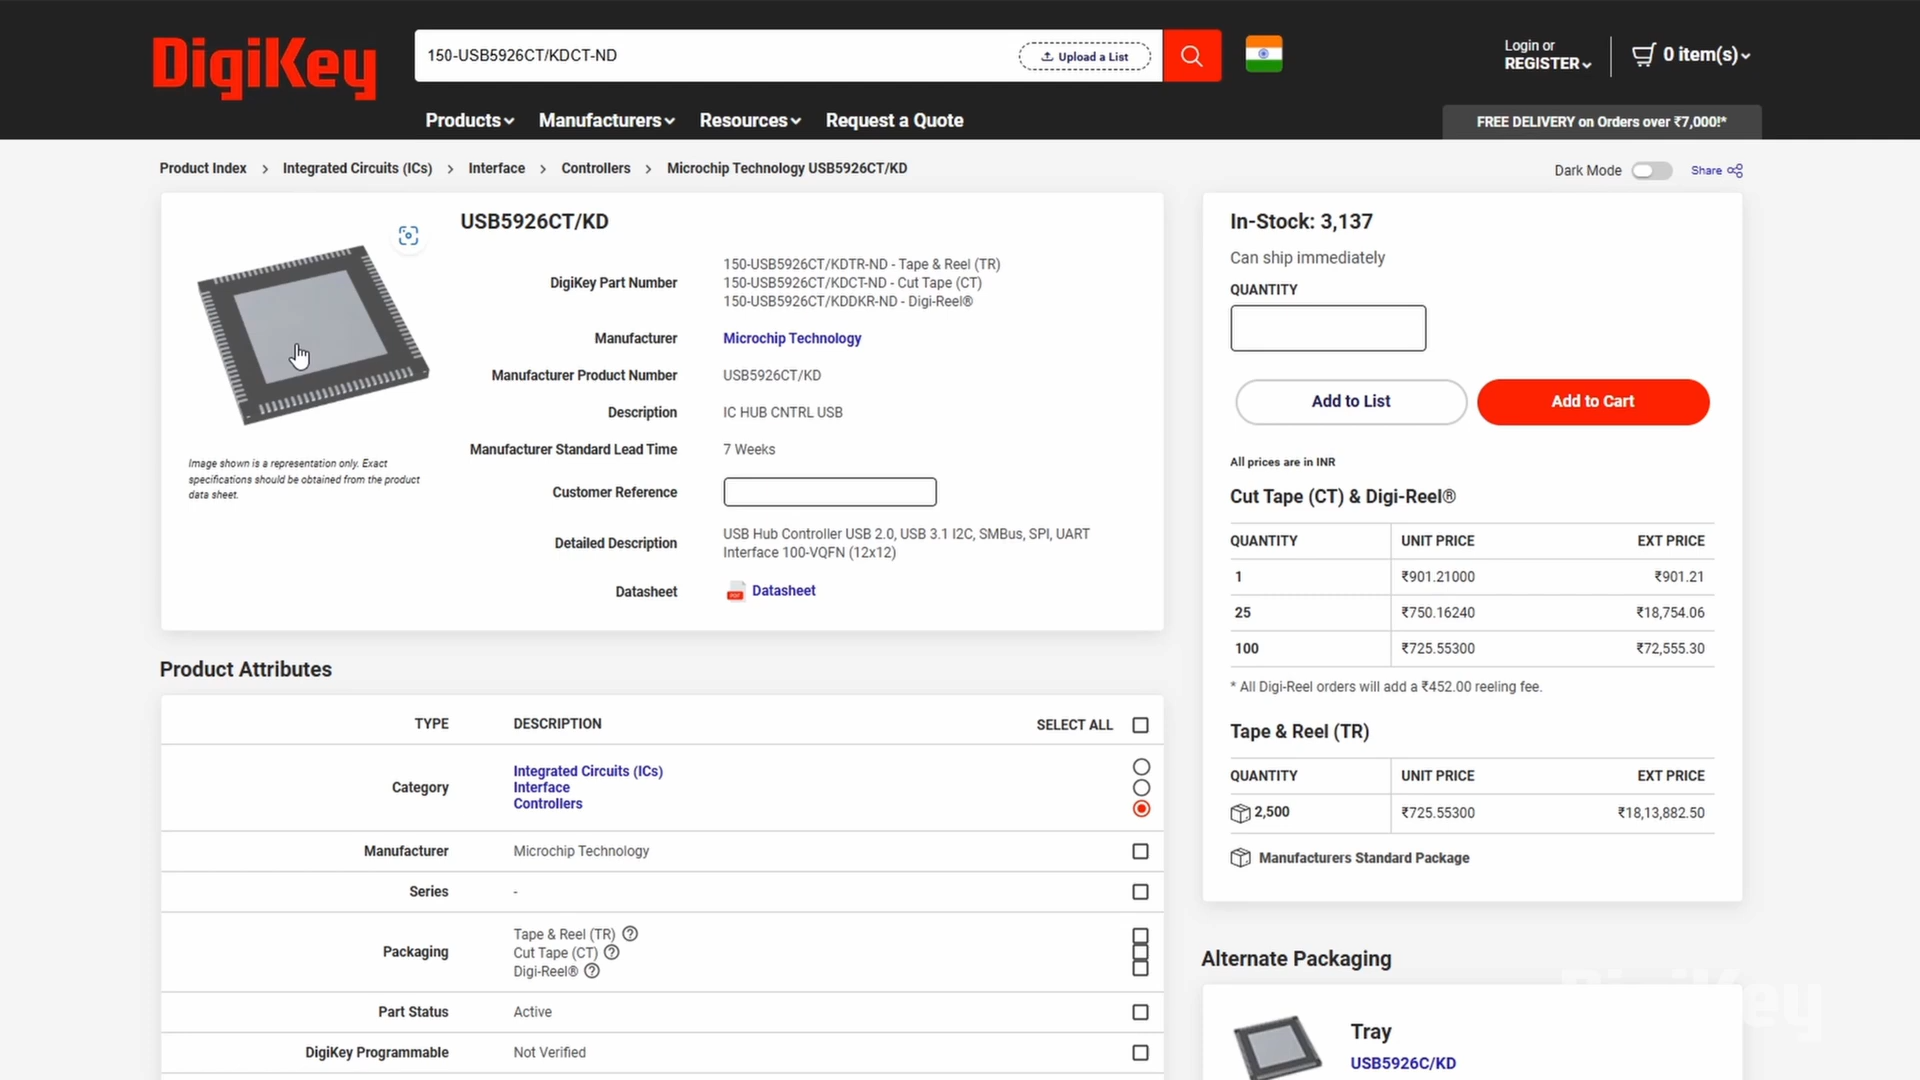 DigiKey
150-USB5926CT/KDCT-ND
Upload a List
Login or
REGISTER
0 item(s)
Products
Manufacturers
Resources
Request a Quote
FREE DELIVERY on Orders over ₹7,000!*
Product Index > Integrated Circuits (ICs) > Interface > Controllers > Microchip Technology USB5926CT/KD
Dark Mode
Share
USB5926CT/KD
DigiKey Part Number
150-USB5926CT/KDTR-ND - Tape & Reel (TR)
150-USB5926CT/KDCT-ND - Cut Tape (CT)
150-USB5926CT/KDDKR-ND - Digi-Reel®
Manufacturer
Microchip Technology
Manufacturer Product Number
USB5926CT/KD
Description
IC HUB CNTRL USB
Manufacturer Standard Lead Time
7 Weeks
Customer Reference
Detailed Description
USB Hub Controller USB 2.0, USB 3.1 I2C, SMBus, SPI, UART
Interface 100-VQFN (12x12)
Datasheet
PDF
Datasheet
Image shown is a representation only. Exact
specifications should be obtained from the product
data sheet.
In-Stock: 3,137
Can ship immediately
QUANTITY
Add to List
Add to Cart
All prices are in INR
Cut Tape (CT) & Digi-Reel®
QUANTITY UNIT PRICE EXT PRICE
1 ₹901.21000 ₹901.21
25 ₹750.16240 ₹18,754.06
100 ₹725.55300 ₹72,555.30
* All Digi-Reel orders will add a ₹452.00 reeling fee.
Tape & Reel (TR)
QUANTITY UNIT PRICE EXT PRICE
2,500 ₹725.55300 ₹18,13,882.50
Manufacturers Standard Package
Product Attributes
TYPE DESCRIPTION SELECT ALL
Category
Integrated Circuits (ICs)
Interface
Controllers
Manufacturer Microchip Technology
Series -
Packaging
Tape & Reel (TR) ?
Cut Tape (CT) ?
Digi-Reel® ?
Part Status Active
DigiKey Programmable Not Verified
Alternate Packaging
Tray
USB5926C/KD
DigiKey